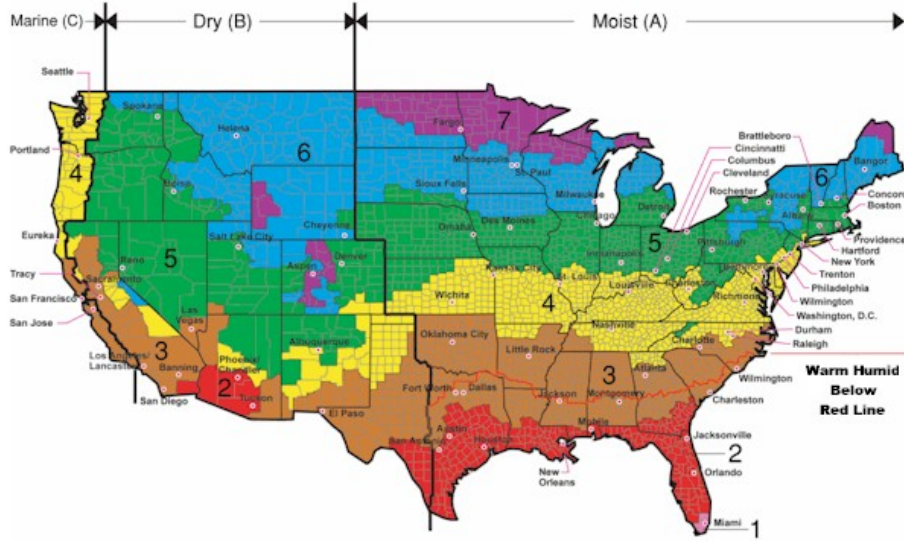 Marine (C) Dry (B) Moist (A)
Seattle
Spokane
Helena
Fargo
7
Brattleboro
Cincinnatti
Columbus
Cleveland
Portland
4
6
Minneapolis
St. Paul
Bangor
Boise
Sioux Falls
Milwaukee
Rochester
6
Concord
Boston
Detroit
Albany
Cheyenne
Chicago
Eureka
Salt Lake City
Des Moines
Omaha
5
Pittsburgh
Providence
Hartford
New York
Reno
5
Aspen
Denver
Indianapolis
Tracy
Sacramento
Kansas City
St. Louis
Charleston
Trenton
Philadelphia
San Francisco
Wichita
4
Louisville
Richmond
Wilmington
San Jose
Las
Vegas
Nashville
Washington, D.C.
Durham
Raleigh
3
Albuquerque
Oklahoma City
Charlotte
Los Angeles/
Lancaster
Banning
Phoenix/
Chandler
2
Little Rock
3
Atlanta
Wilmington
Warm Humid
Below
Red Line
San Diego
Tucson
Fort Worth
Dallas
Jackson
Montgomery
Charleston
El Paso
Mobile
Austin
San Antonio
Houston
Jacksonville
2
New
Orleans
Orlando
Miami
1